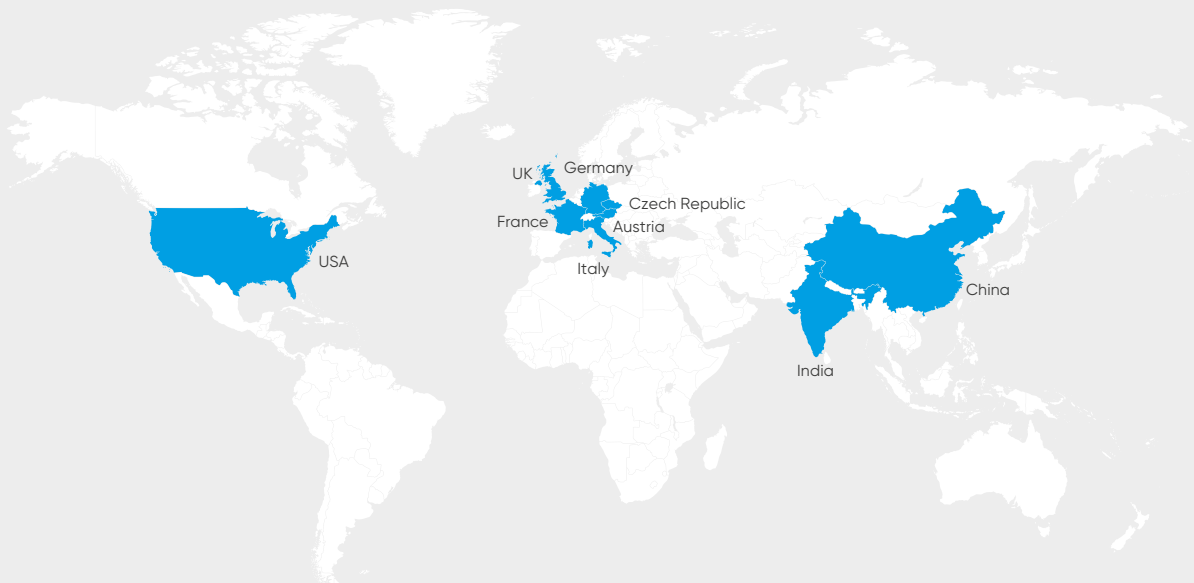 Germany
UK
Czech Republic
France
Austria
USA
Italy
China
India